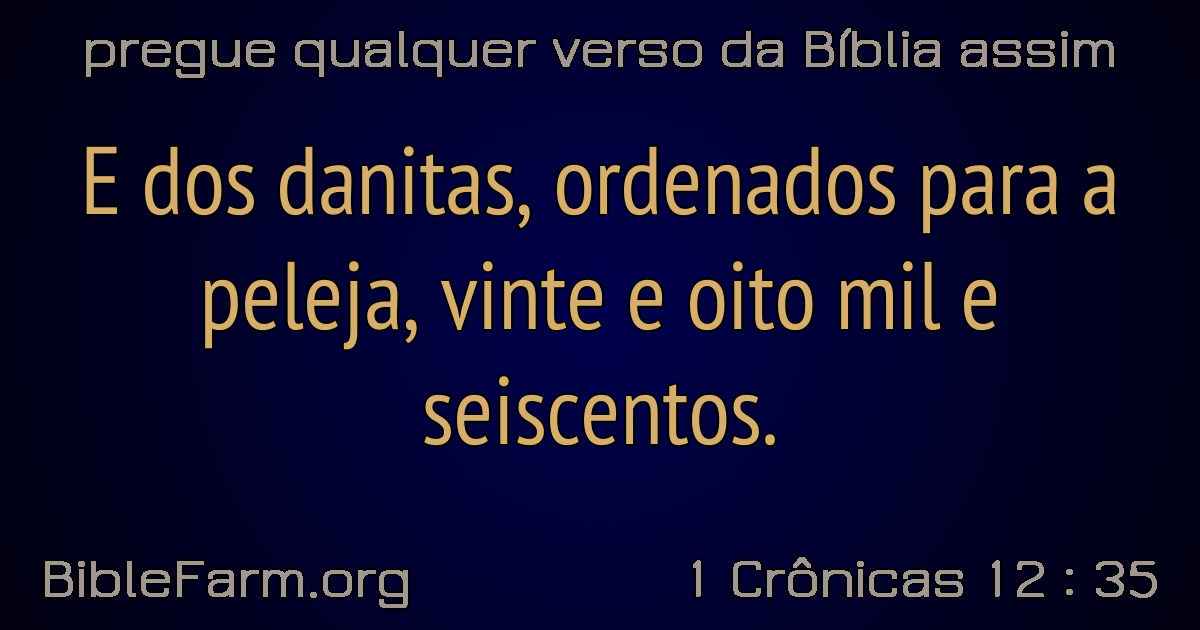 pregue qualquer verso da Bíblia assim
E dos danitas, ordenados para a
peleja, vinte e oito mil e
seiscentos.
BibleFarm.org
1 Crônicas 12 : 35